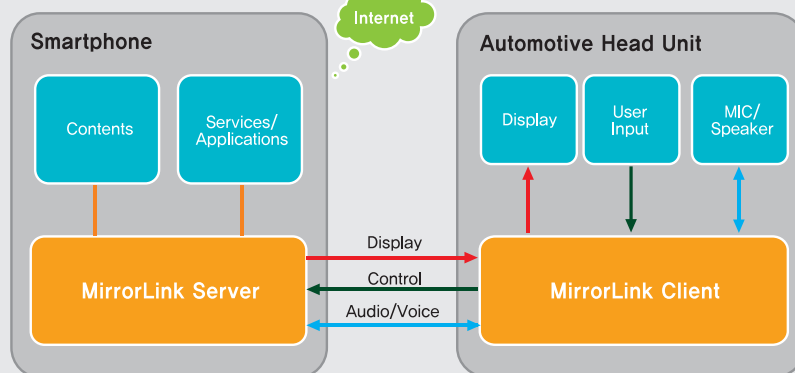 Internet
Smartphone
Automotive Head Unit
Contents
Services/
Applications
Display
User
Input
MIC/
Speaker
Display
Control
Audio/Voice
MirrorLink Server
MirrorLink Client